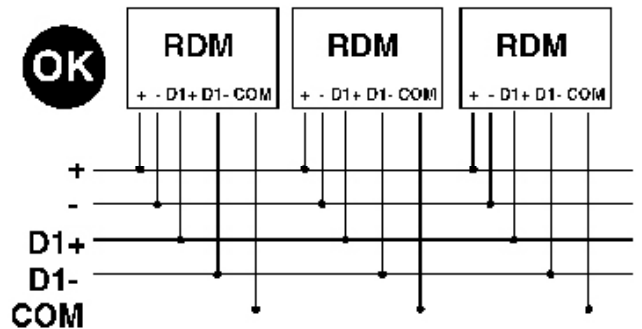 OK
RDM RDM RDM
+ - D1+ D1- COM + - D1+ D1- COM + - D1+ D1- COM
+
-
D1+
D1-
COM